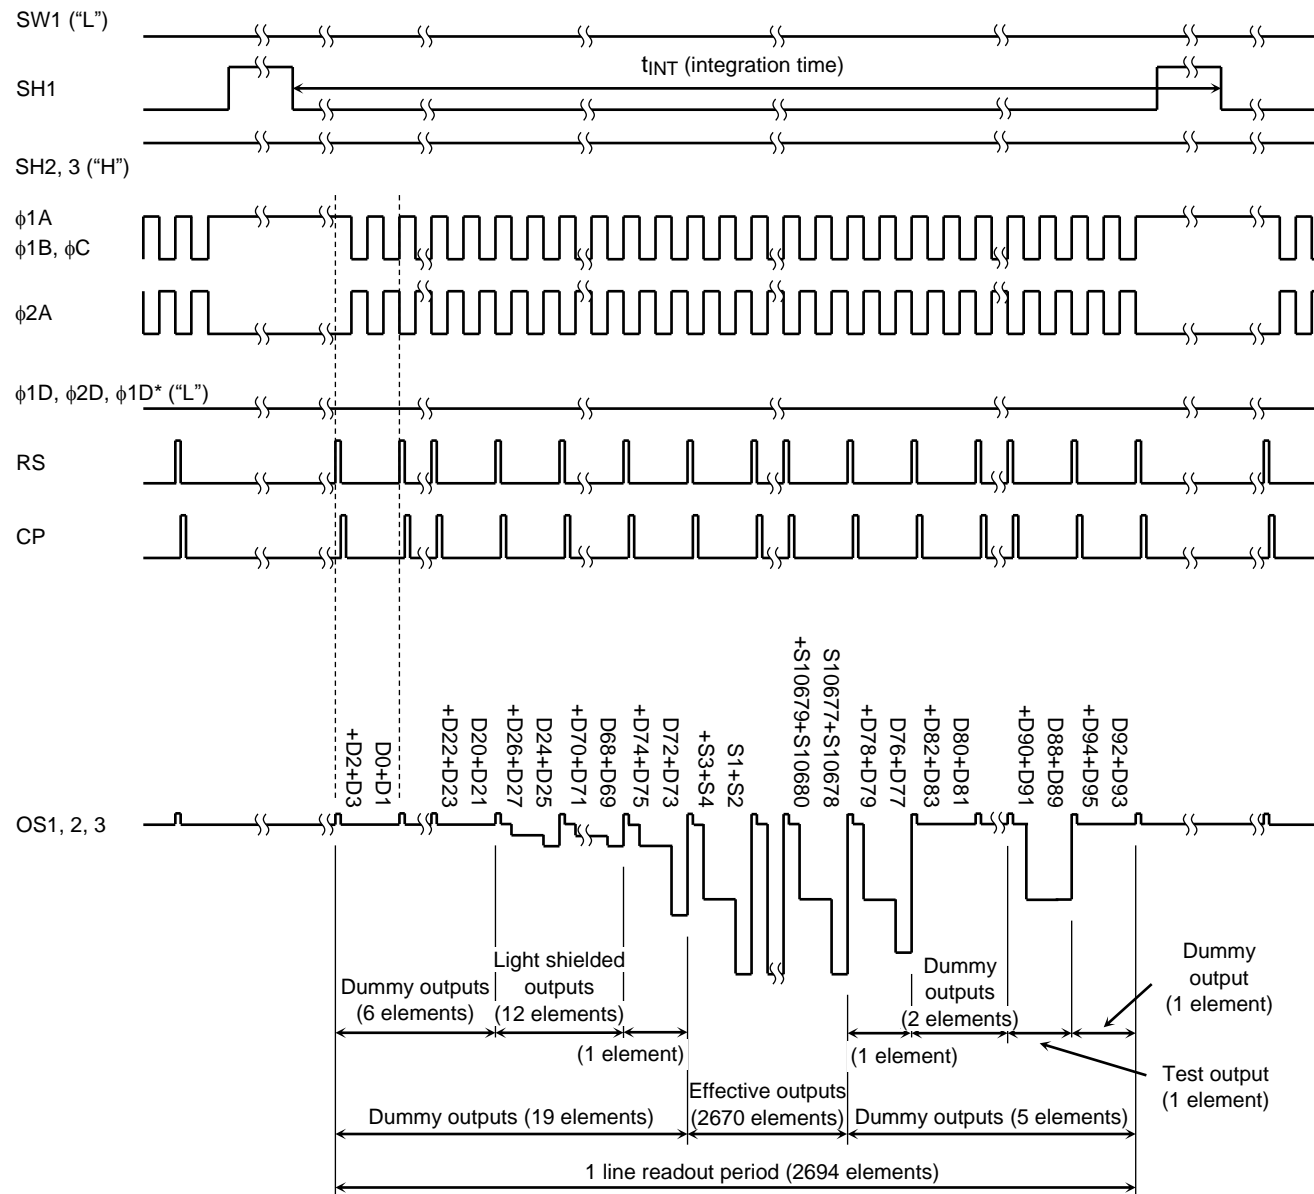 SW1 (“L”)
tINT (integration time)
SH1
SH2, 3 (“H”)
ϕ1A
ϕ1B, ϕC
ϕ2A
ϕ1D, ϕ2D, ϕ1D* (“L”)
RS
CP
D0+D1
+D2+D3
D20+D21
+D22+D23
D24+D25
+D26+D27
D68+D69
+D70+D71
D72+D73
+D74+D75
S1+S2
+S3+S4
S10677+S10678
+S10679+S10680
D76+D77
+D78+D79
D80+D81
+D82+D83
D88+D89
+D90+D91
D92+D93
+D94+D95
OS1, 2, 3
Dummy outputs
(6 elements)
Light shielded
outputs
(12 elements)
(1 element)
(1 element)
Dummy
outputs
(2 elements)
Dummy
output
(1 element)
Test output
(1 element)
Dummy outputs (19 elements)
Effective outputs
(2670 elements)
Dummy outputs (5 elements)
1 line readout period (2694 elements)